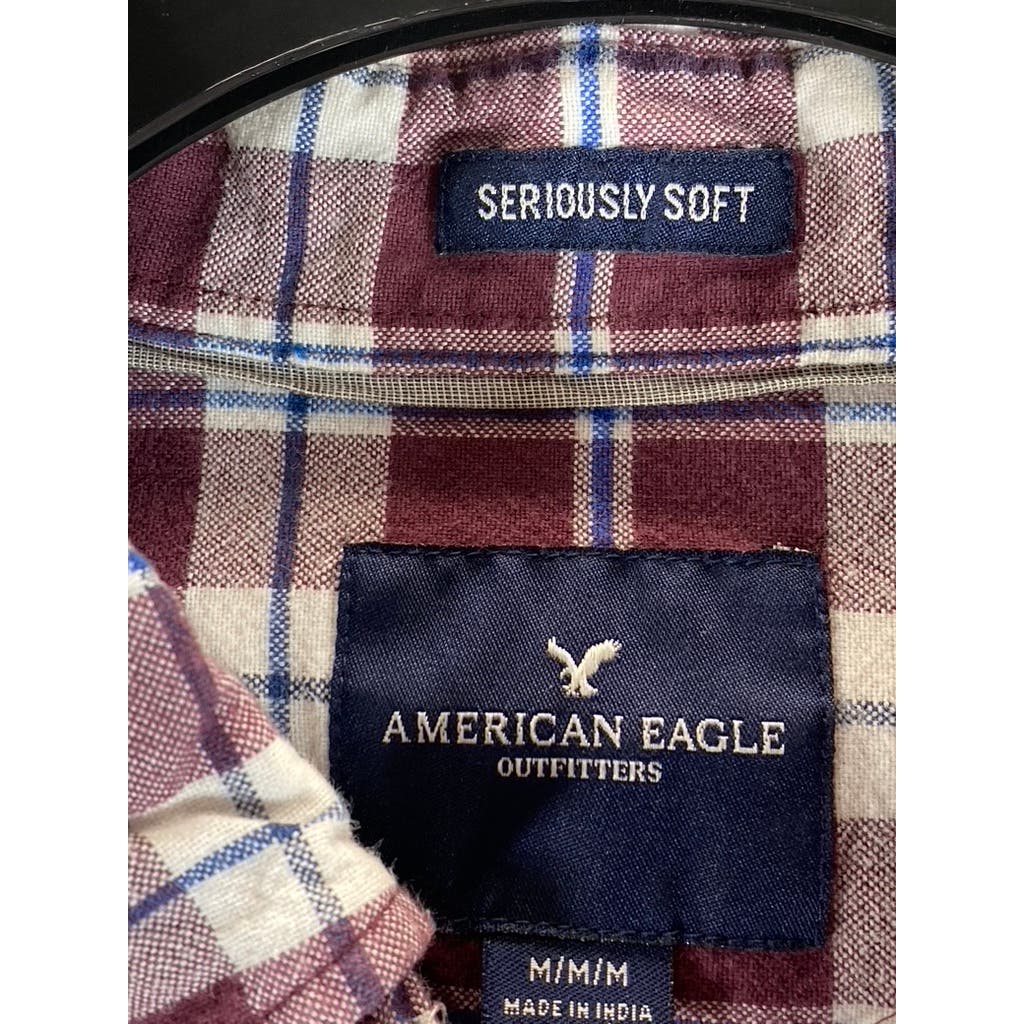 SERIOUSLY SOFT
AMERICAN EAGLE
OUTFITTERS
M/M/M
MADE IN INDIA